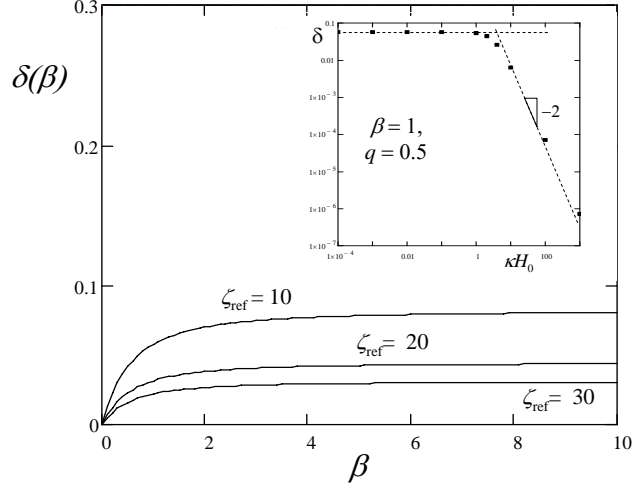 0.3
0.2
0.1
0
δ(β)
0 2 4 6 8 10
β
ζref = 10
ζref = 20
ζref = 30
δ
0.1
0.01
1×10⁻³
1×10⁻⁴
1×10⁻⁵
1×10⁻⁶
1×10⁻⁷
1×10⁻⁴ 0.01 1 100
κH₀
β = 1,
q = 0.5
−2